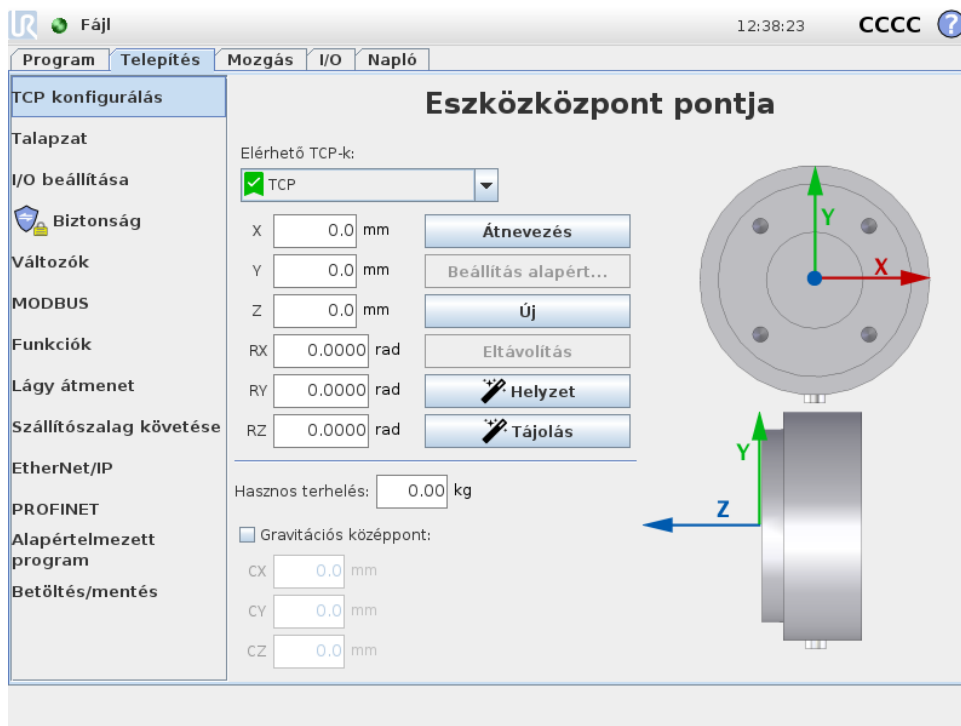 UR Fájl 12:38:23 CCCC ?
Program Telepítés Mozgás I/O Napló
TCP konfigurálás
Talapzat
I/O beállítása
Biztonság
Változók
MODBUS
Funkciók
Lágy átmenet
Szállítószalag követése
EtherNet/IP
PROFINET
Alapértelmezett
program
Betöltés/mentés
Eszközközpont pontja
Elérhető TCP-k:
TCP
X 0.0 mm Átnevezés
Y 0.0 mm Beállítás alapért...
Z 0.0 mm Új
RX 0.0000 rad Eltávolítás
RY 0.0000 rad Helyzet
RZ 0.0000 rad Tájolás
Hasznos terhelés: 0.00 kg
Gravitációs középpont:
CX 0.0 mm
CY 0.0 mm
CZ 0.0 mm
Y
X
Y
Z